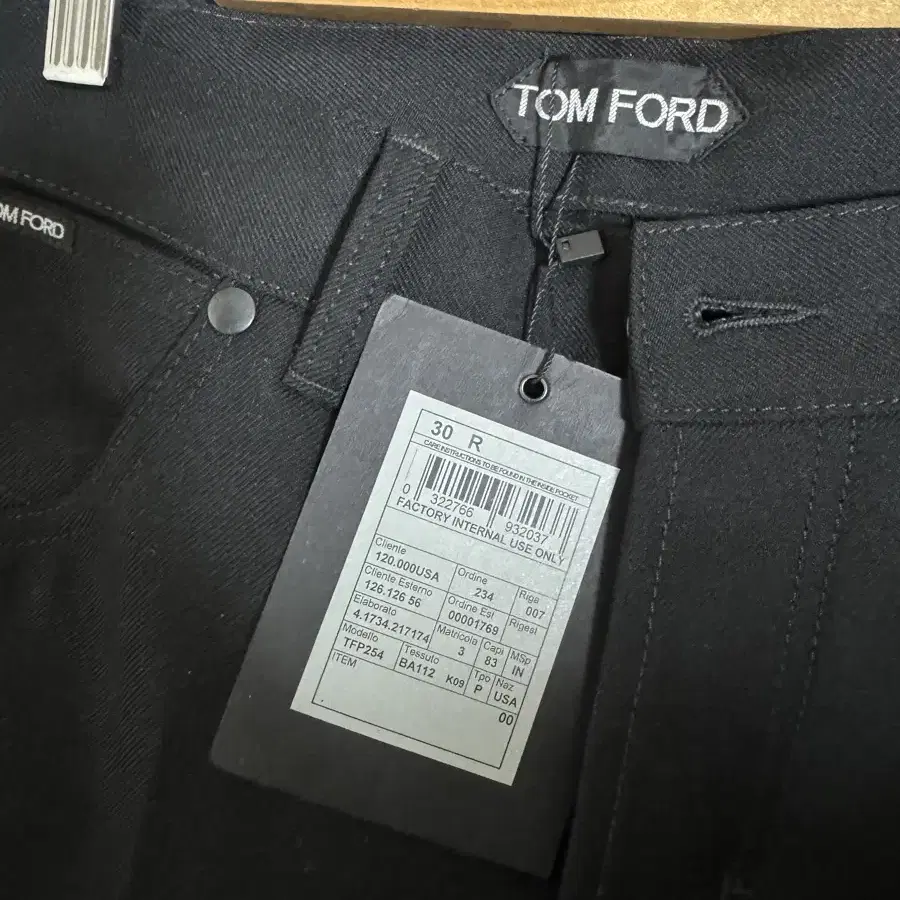 TOM FORD
OM FORD
30 R
CARE INSTRUCTIONS TO BE FOUND IN THE INSIDE POCKET
0 322766 932037
FACTORY INTERNAL USE ONLY
Cliente Ordine Riga
120.000USA 234 007
Cliente Esterno Ordine Est Rigesi
126.126 56 00001769
Elaborato Matricola Capi MSp
4.1734.217174 3 83 IN
Modello Tessuto Tpo Naz
TFP254 BA112 K09 P USA
ITEM 00